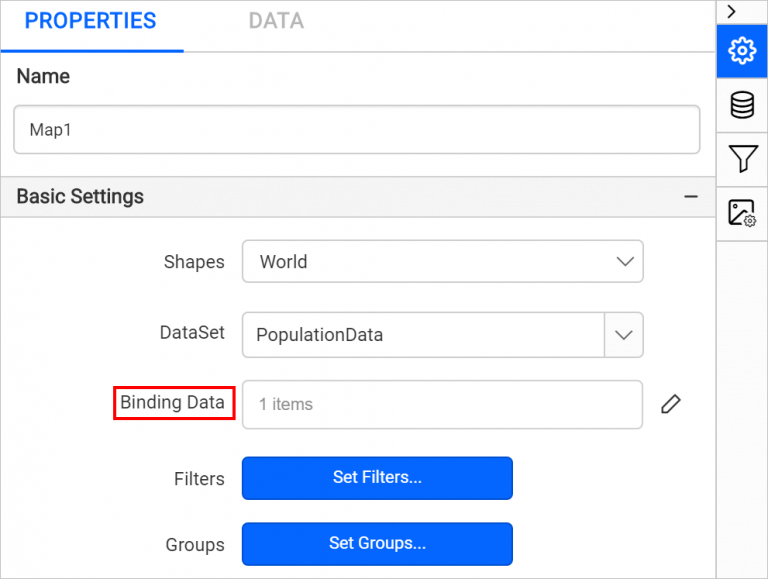 PROPERTIES DATA
Name
Map1
Basic Settings
Shapes World
DataSet PopulationData
Binding Data 1 items
Filters Set Filters...
Groups Set Groups...